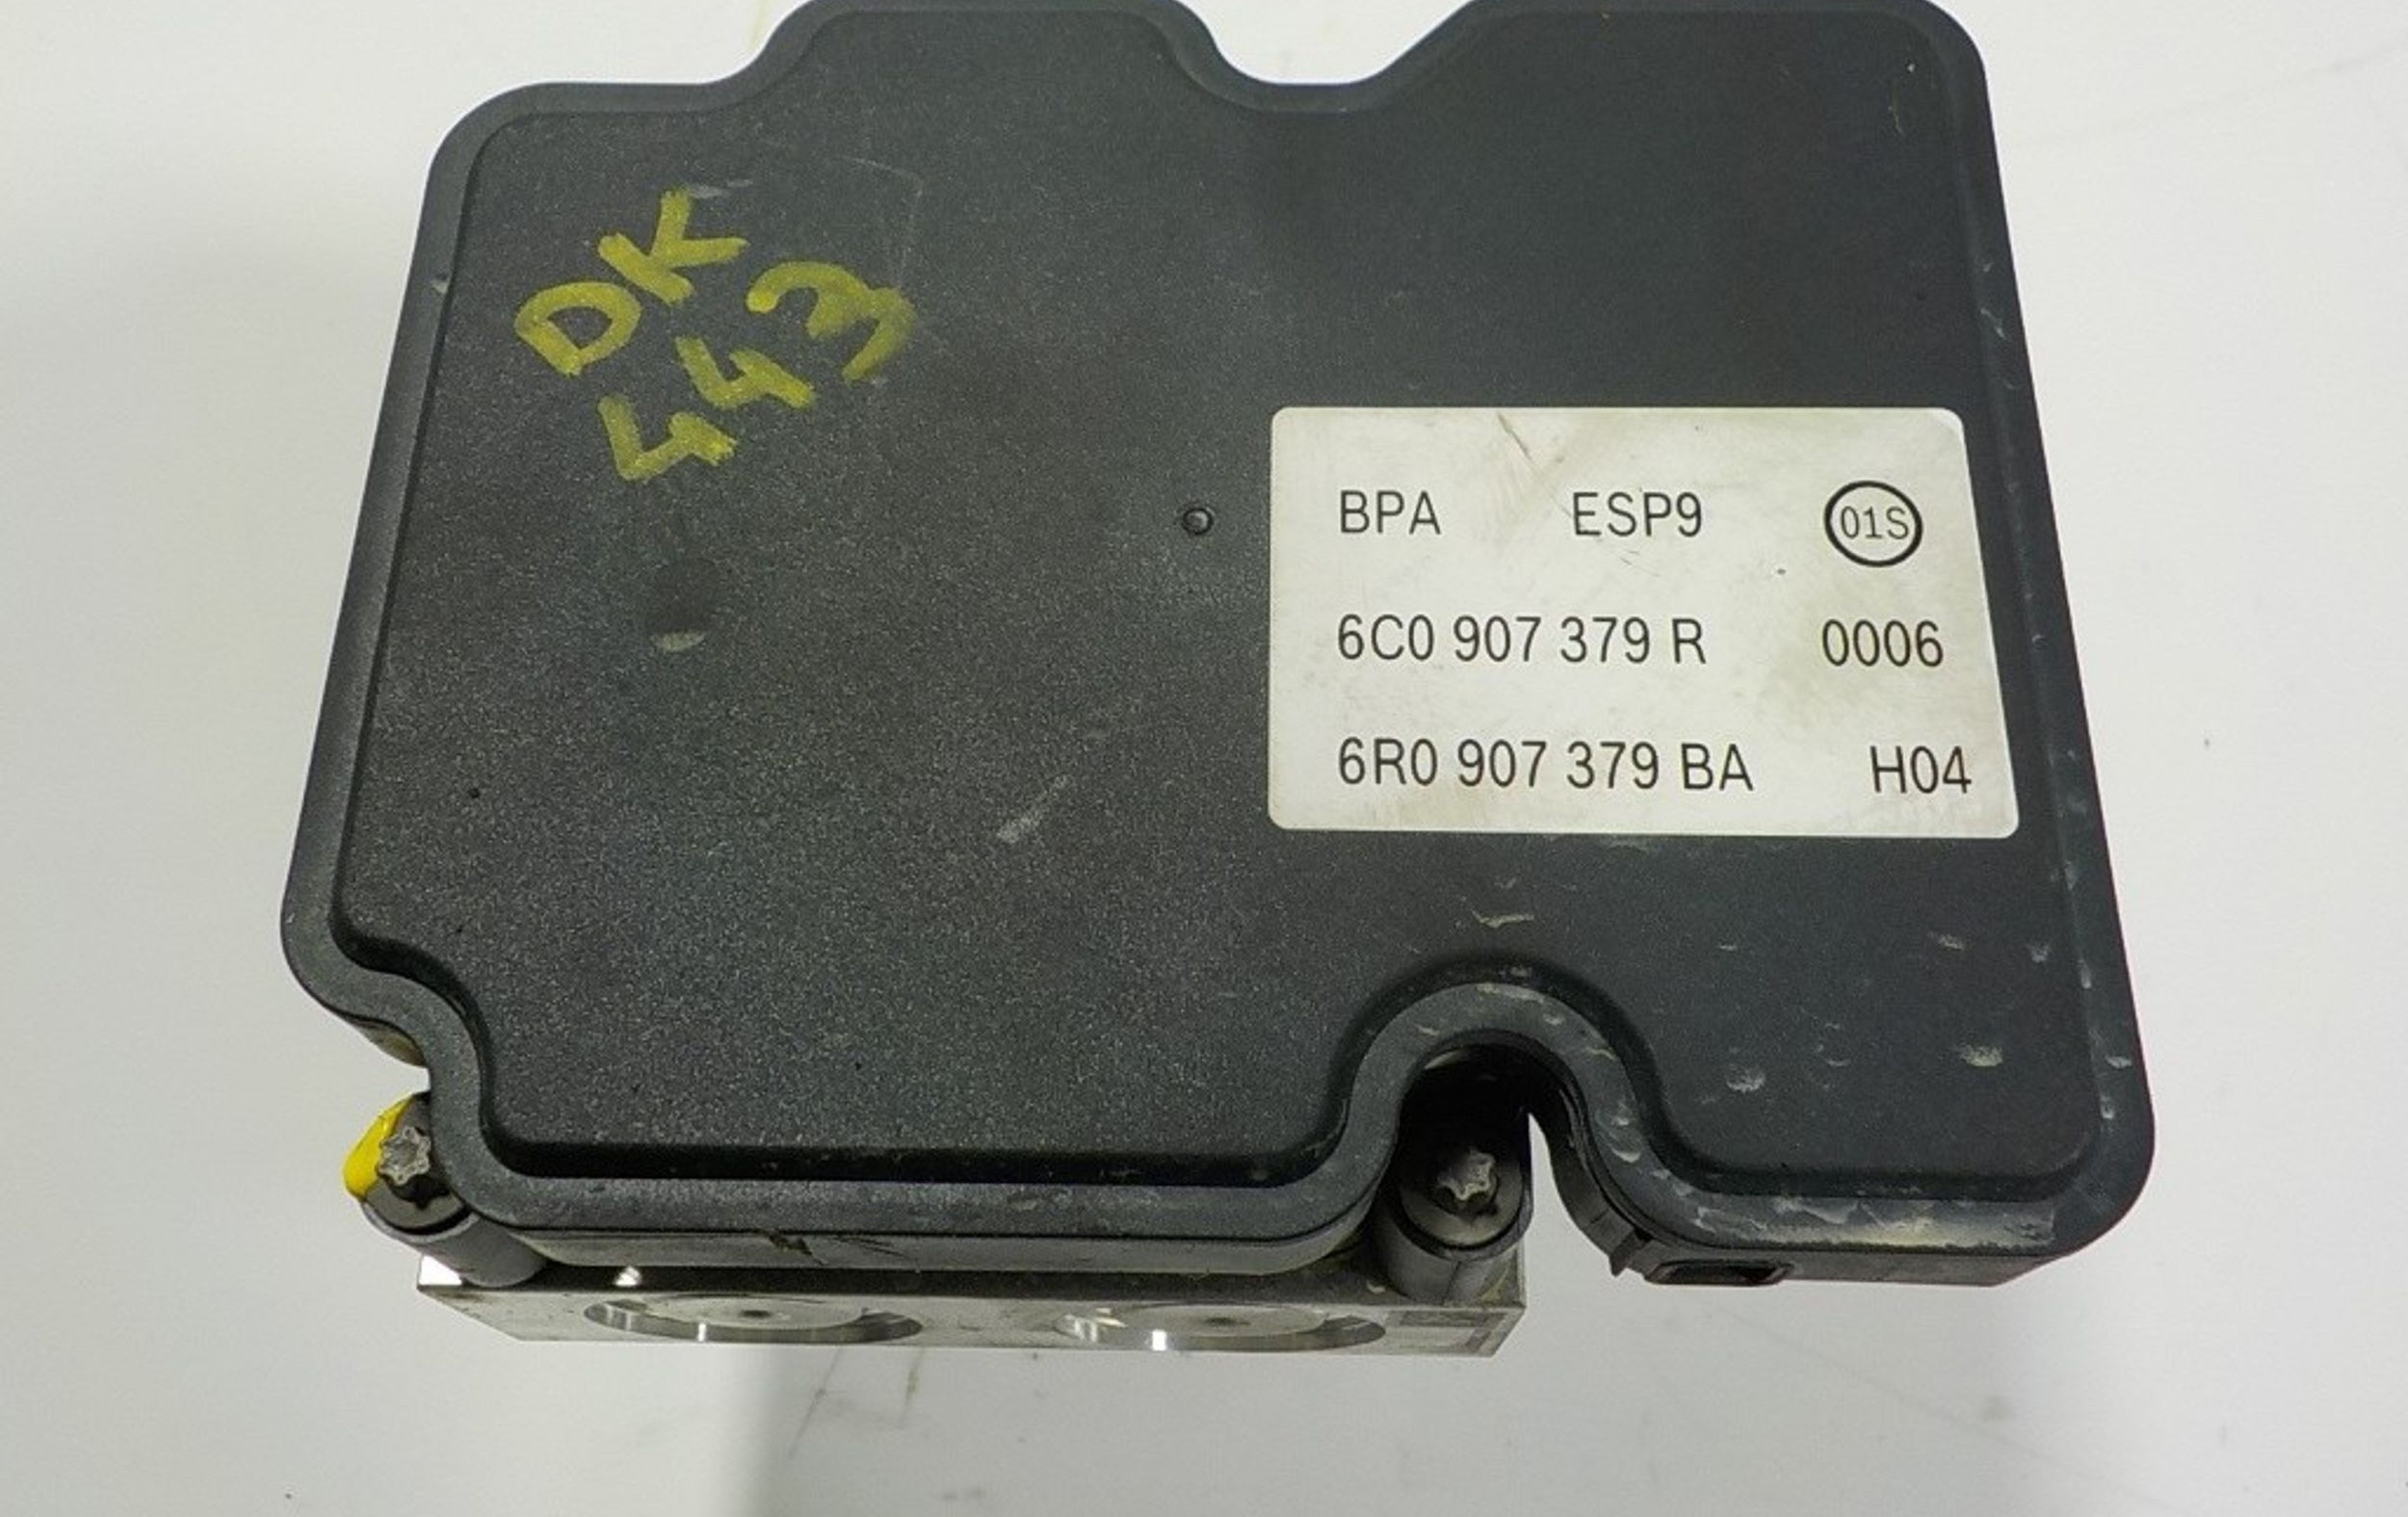 DK
443
BPA ESP9 01S
6C0 907 379 R 0006
6R0 907 379 BA H04